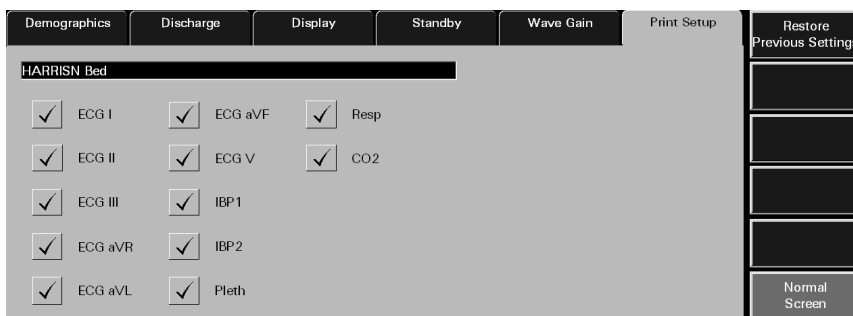 Demographics
Discharge
Display
Standby
Wave Gain
Print Setup
Restore
Previous Setting
HARRISN Bed
ECG I
ECG aVF
Resp
ECG II
ECG V
CO2
ECG III
IBP1
ECG aVR
IBP2
ECG aVL
Pleth
Normal
Screen